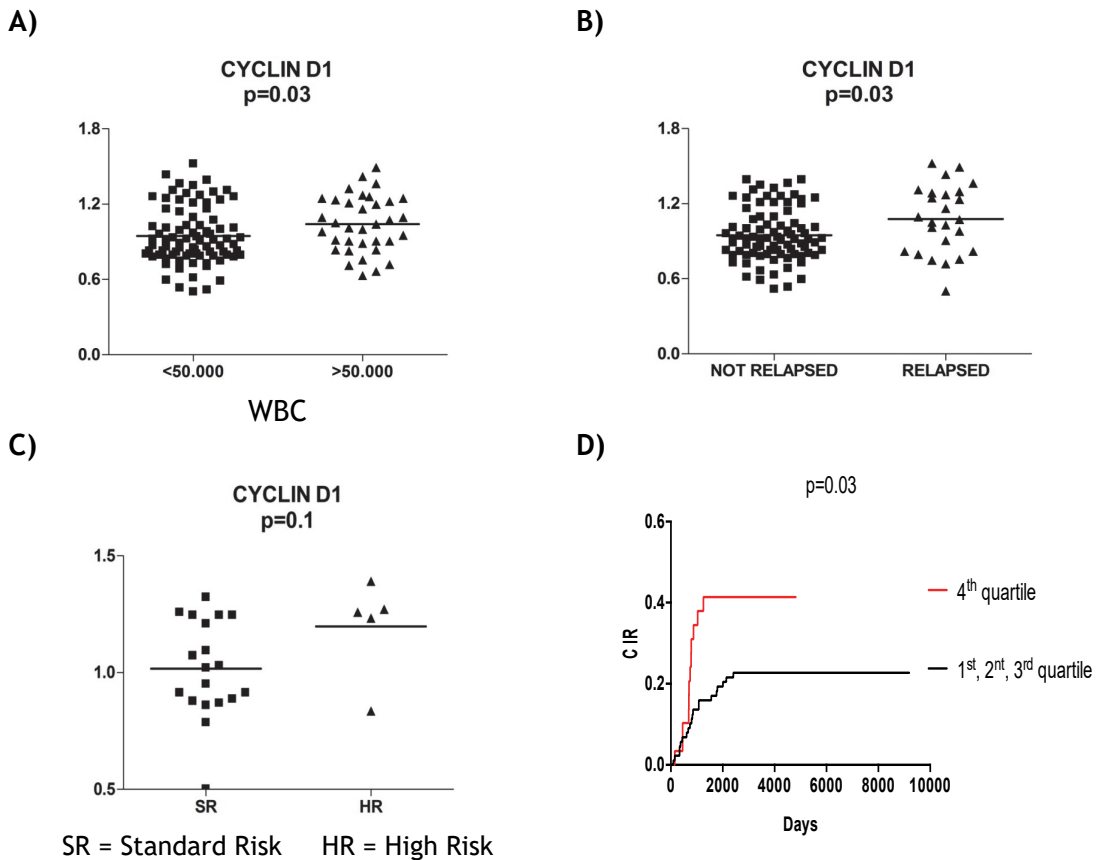 A)
CYCLIN D1
p=0.03
1.8
1.2
0.6
0.0
<50.000
>50.000
WBC
B)
CYCLIN D1
p=0.03
1.8
1.2
0.6
0.0
NOT RELAPSED
RELAPSED
C)
CYCLIN D1
p=0.1
1.5
1.0
0.5
SR
HR
SR = Standard Risk HR = High Risk
D)
p=0.03
0.6
0.4
0.2
0.0
C IR
0 2000 4000 6000 8000 10000
Days
4th quartile
1st, 2nt, 3rd quartile